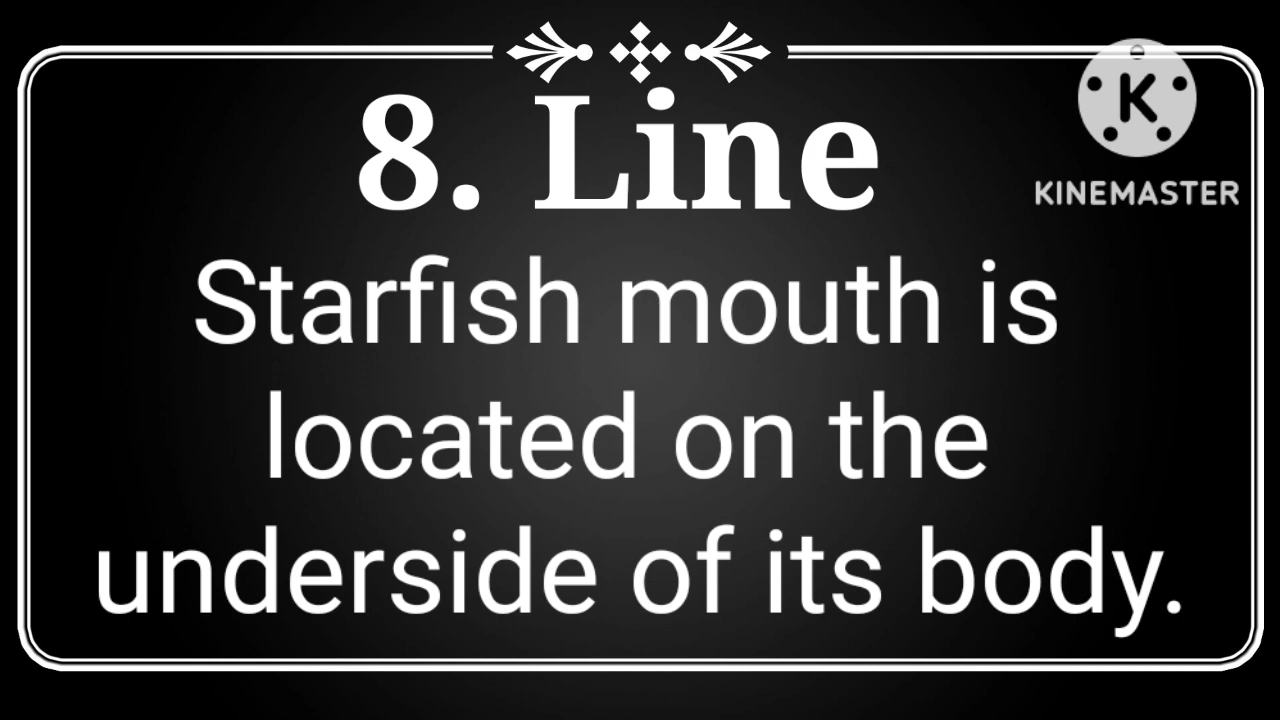 8. Line
K
KINEMASTER
Starfish mouth is
located on the
underside of its body.